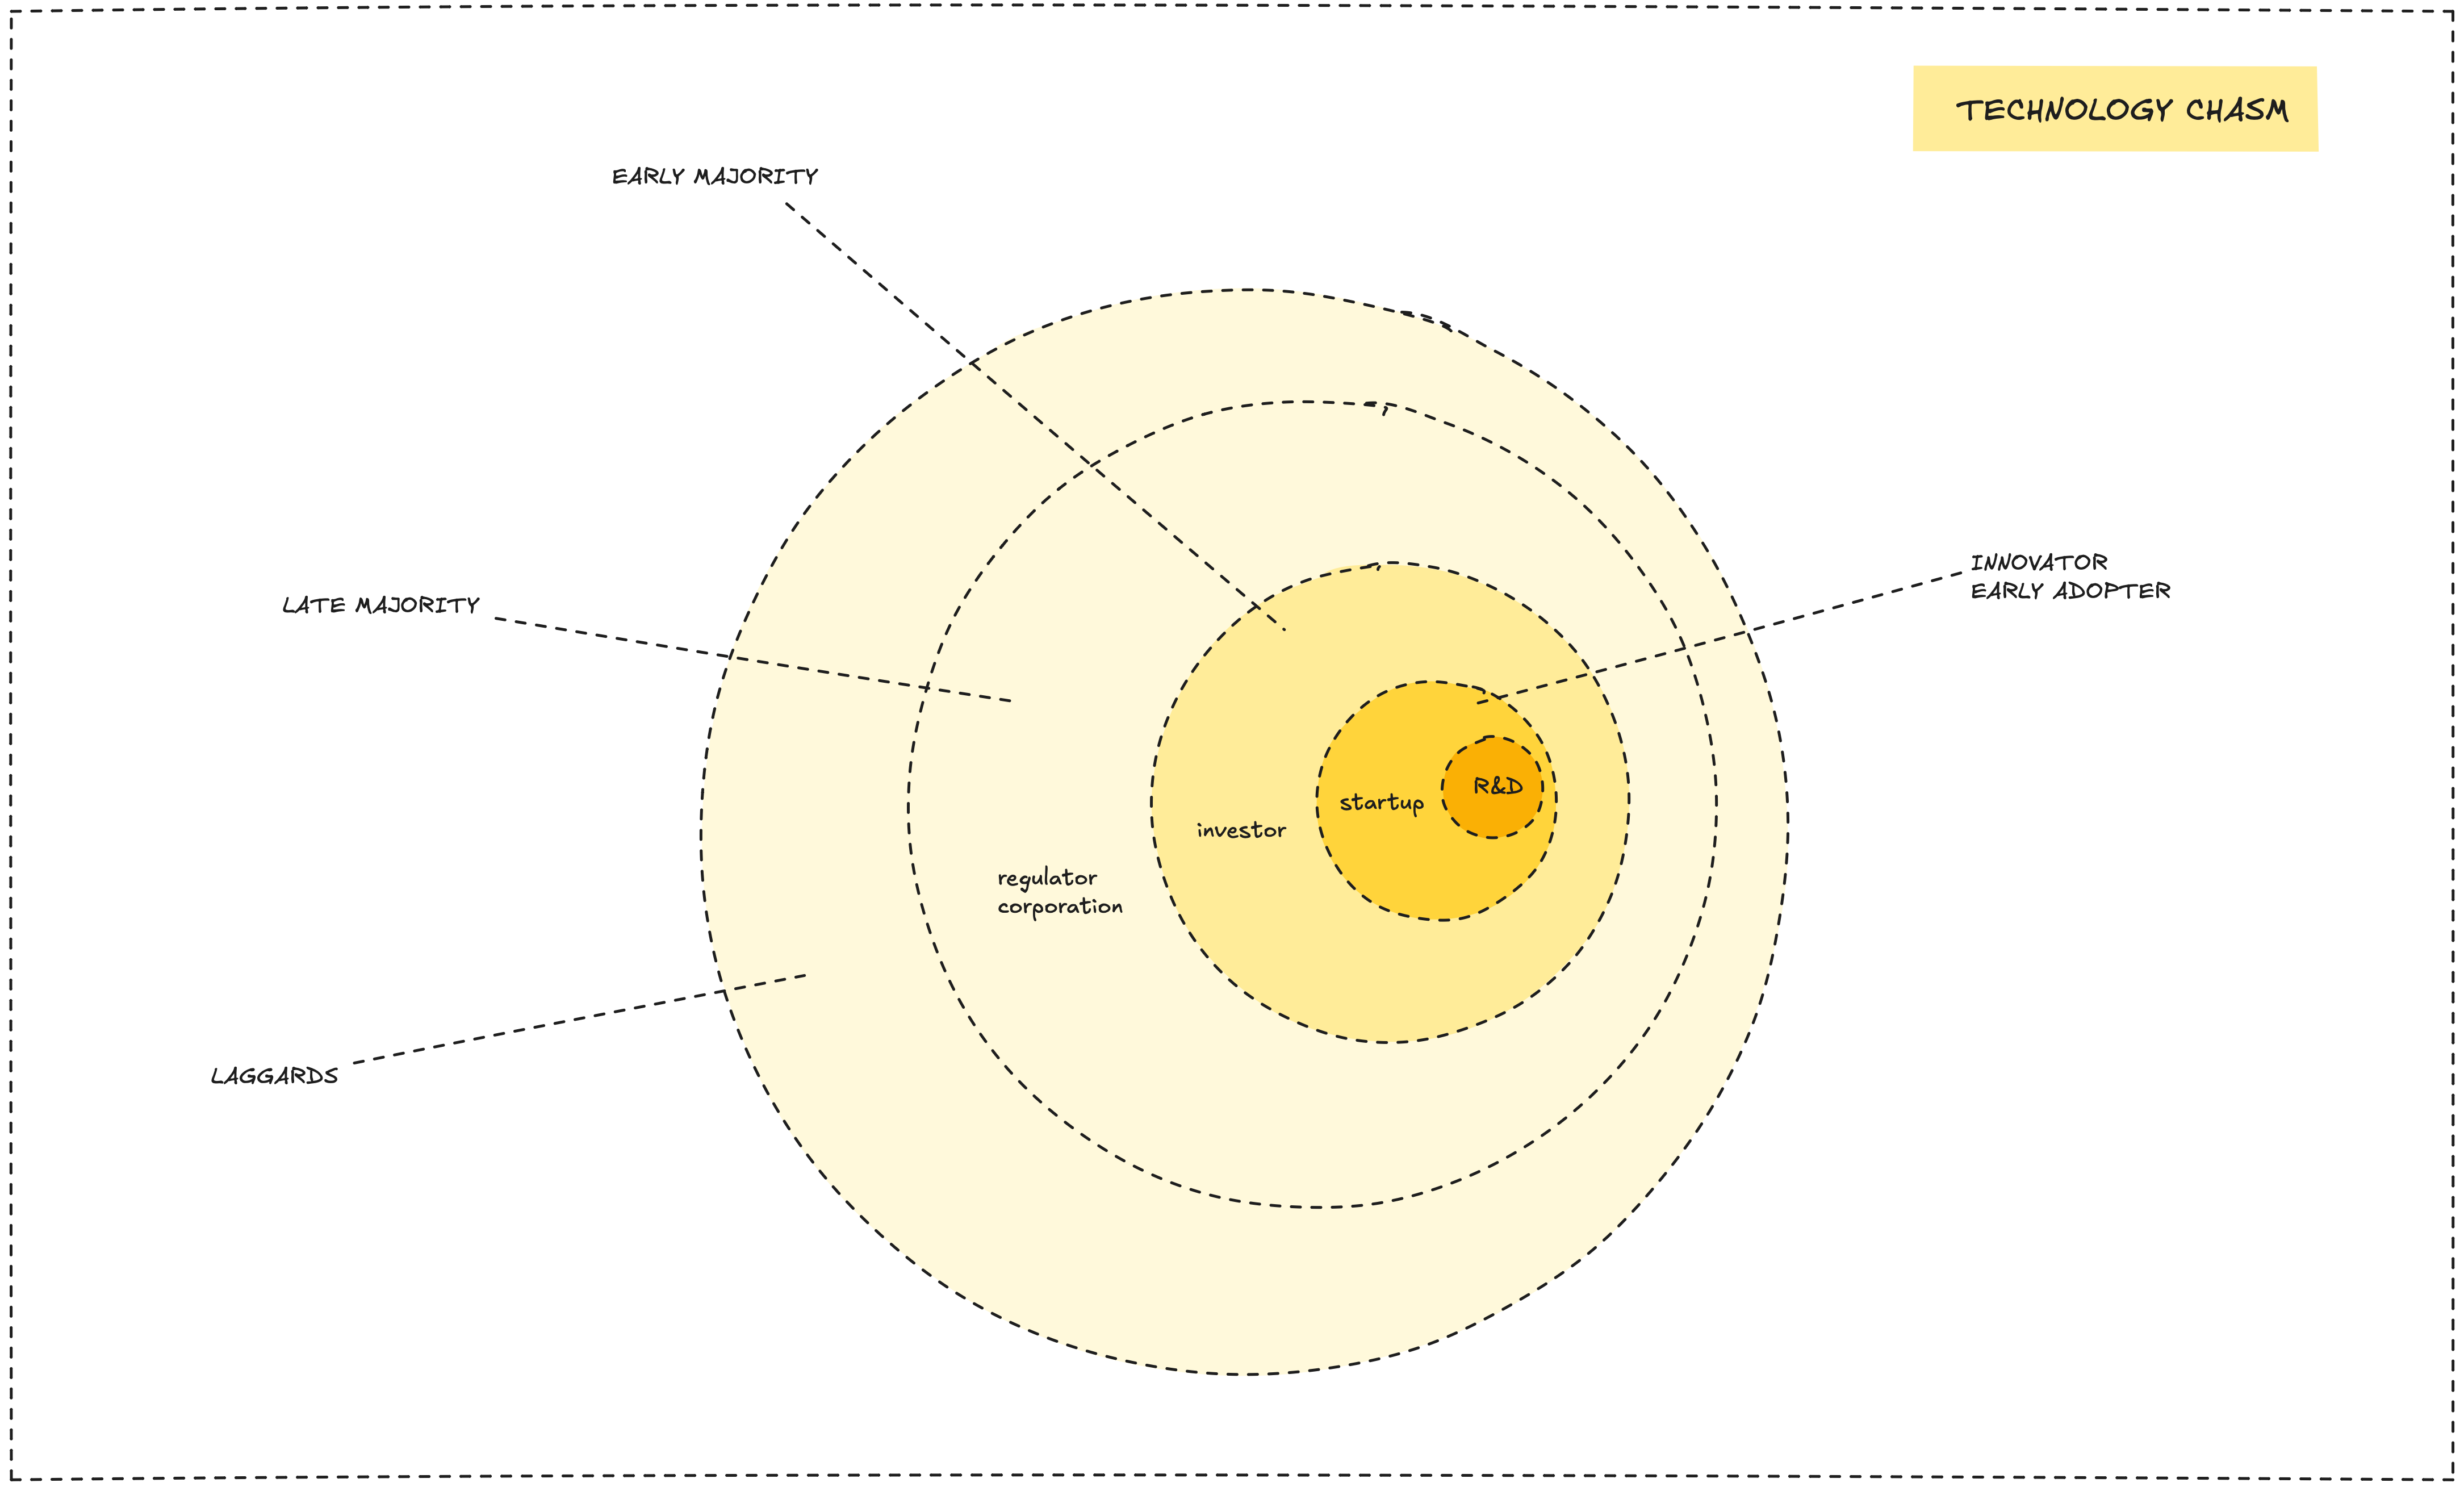 TECHNOLOGY CHASM
EARLY MAJORITY
INNOVATOR
EARLY ADOPTER
LATE MAJORITY
R&D
startup
investor
regulator
corporation
LAGGARDS